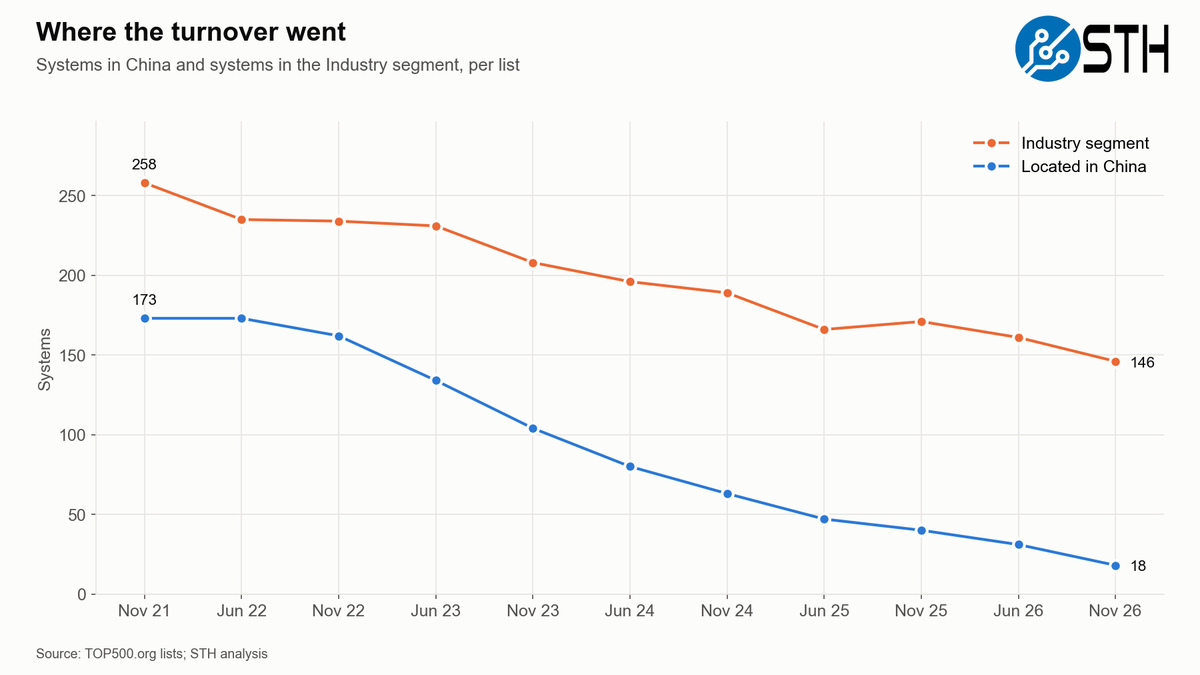 Where the turnover went
Systems in China and systems in the Industry segment, per list
STH
Industry segment
Located in China
258
173
146
18
Systems
250
200
150
100
50
0
Nov 21 Jun 22 Nov 22 Jun 23 Nov 23 Jun 24 Nov 24 Jun 25 Nov 25 Jun 26 Nov 26
Source: TOP500.org lists; STH analysis